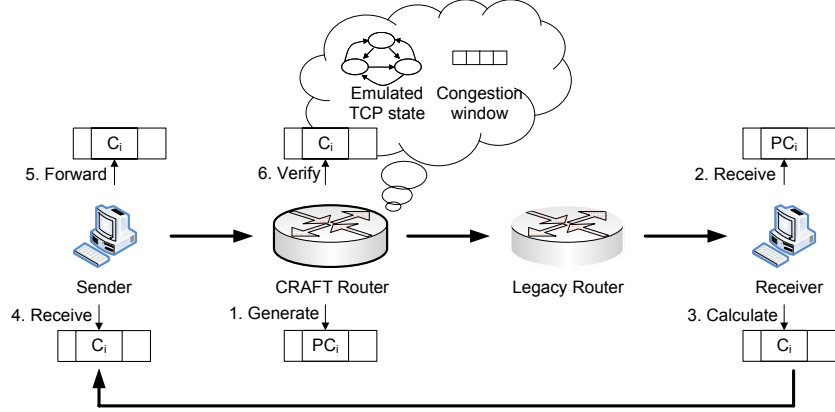 Emulated
TCP state
Congestion
window
Cᵢ
Cᵢ
PCᵢ
5. Forward
6. Verify
2. Receive
Sender
CRAFT Router
Legacy Router
Receiver
4. Receive
1. Generate
3. Calculate
Cᵢ
PCᵢ
Cᵢ